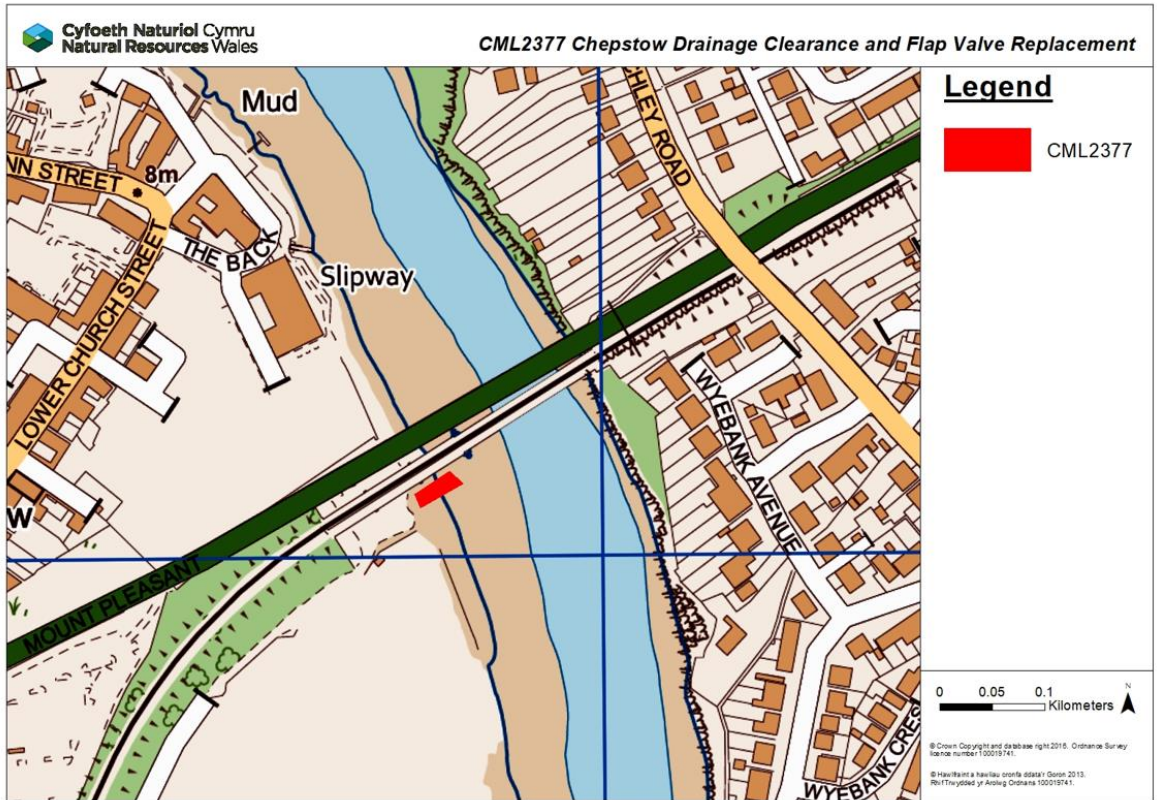 Cyfoeth Naturiol Cymru
Natural Resources Wales
CML2377 Chepstow Drainage Clearance and Flap Valve Replacement
Legend
CML2377
Mud
NN STREET
8m
THE BACK
LOWER CHURCH STREET
Slipway
CHLEY ROAD
WYEBANK AVENUE
W
MOUNT PLEASANT
WYEBANK CRES
0 0.05 0.1
Kilometers
N
© Crown Copyright and database right 2016. Ordnance Survey
licence number 100019741.
© Hawlfraint a hawliau cronfa ddata'r Goron 2013.
Rhif Trwydded yr Arolwg Ordnans 100019741.